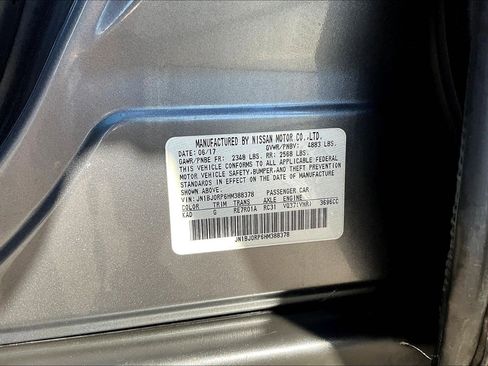 MANUFACTURED BY NISSAN MOTOR CO.,LTD.
DATE: 06/17 GVWR/PNBV: 4883 LBS.
GAWR/PNBE FR: 2348 LBS. RR: 2568 LBS.
THIS VEHICLE CONFORMS TO ALL APPLICABLE FEDERAL
MOTOR VEHICLE SAFETY,BUMPER,AND THEFT PREVENTION
STANDARDS IN EFFECT ON THE DATE OF MANUFACTURE
SHOWN ABOVE.
VIN: JN1BJ0RP6HM388378 PASSENGER CAR
COLOR TRIM TRANS AXLE ENGINE
KAD G RE7R01A RC31 VQ37(VHR) 3696CC
JN1BJ0RP6HM388378